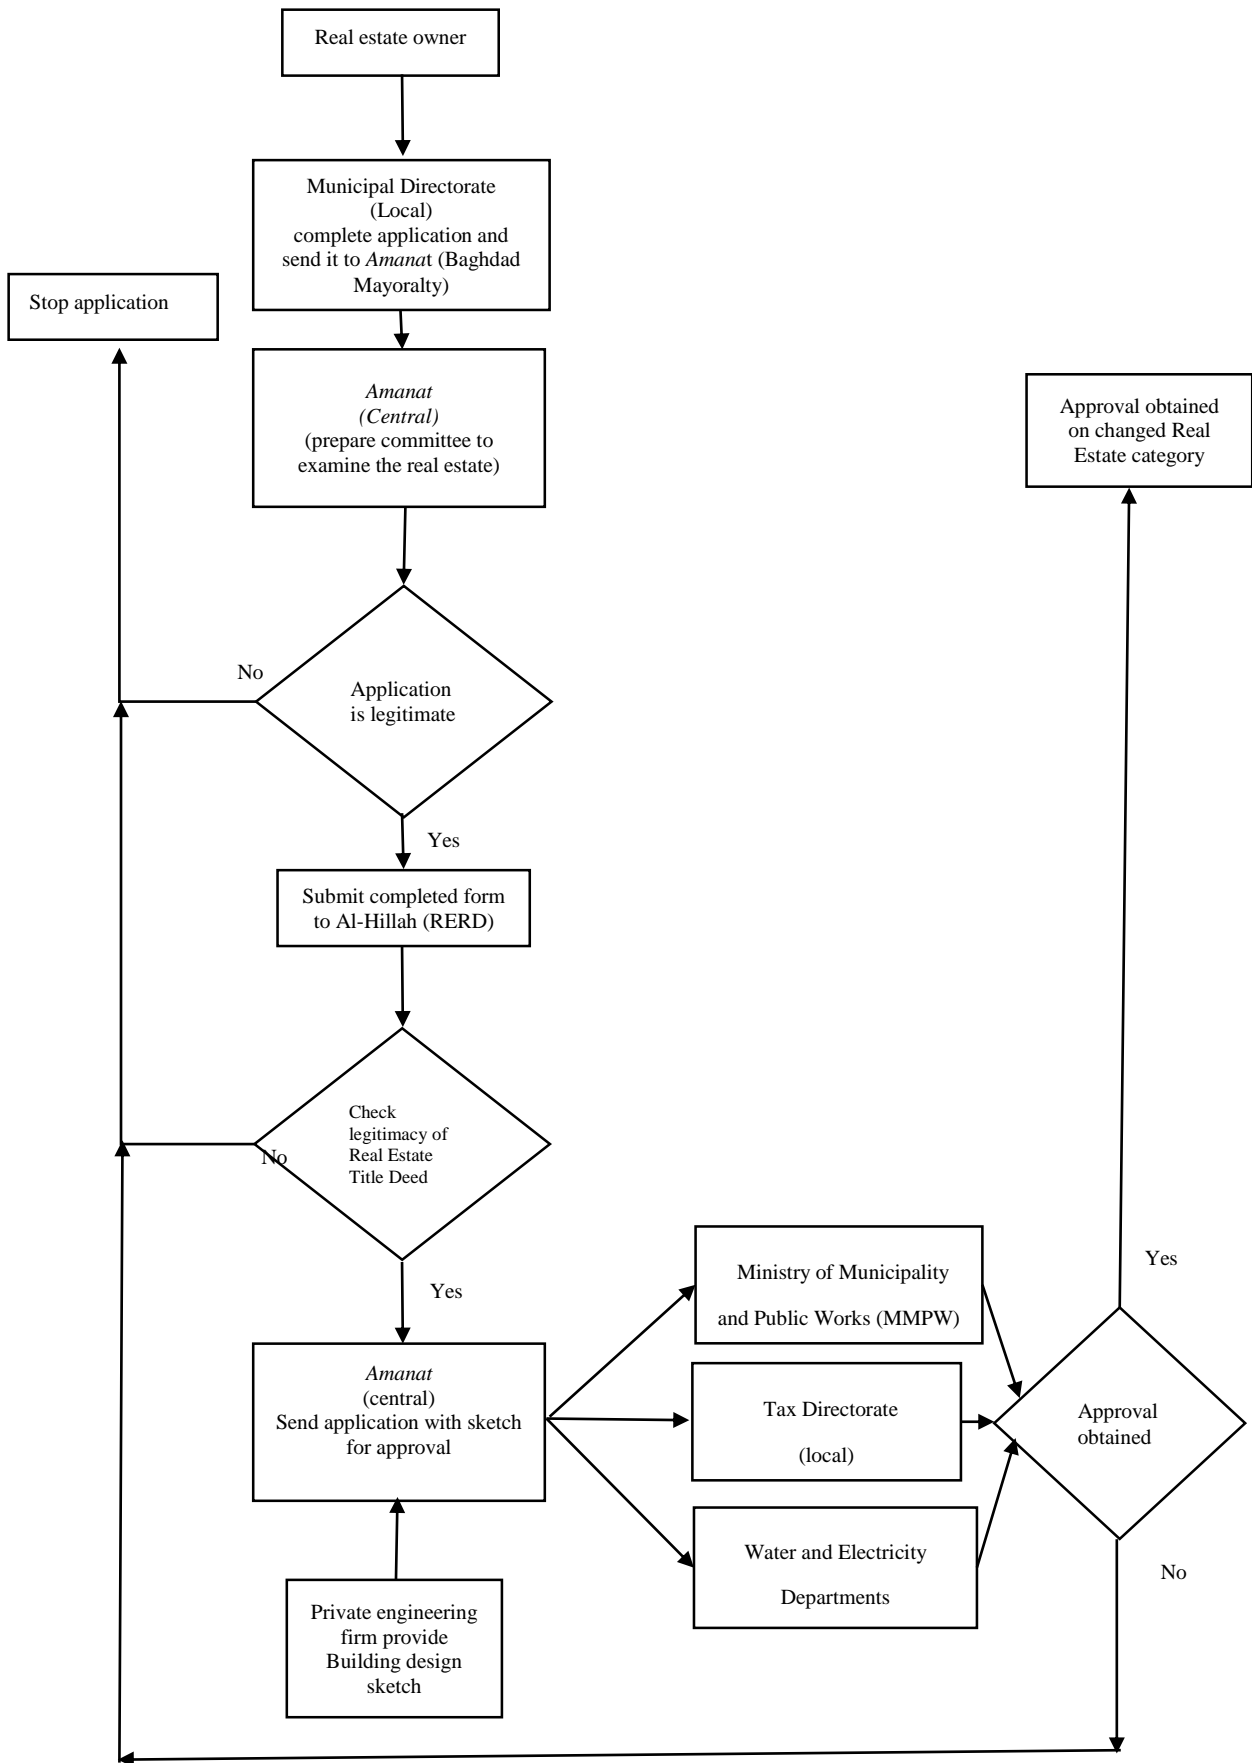 Real estate owner
Municipal Directorate
(Local)
complete application and
send it to Amanat (Baghdad
Mayoralty)
Stop application
Amanat
(Central)
(prepare committee to
examine the real estate)
Approval obtained
on changed Real
Estate category
No
Application
is legitimate
Yes
Submit completed form
to Al-Hillah (RERD)
Check
legitimacy of
Real Estate
Title Deed
No
Yes
Ministry of Municipality
and Public Works (MMPW)
Yes
Amanat
(central)
Send application with sketch
for approval
Tax Directorate
(local)
Approval
obtained
Water and Electricity
Departments
No
Private engineering
firm provide
Building design
sketch